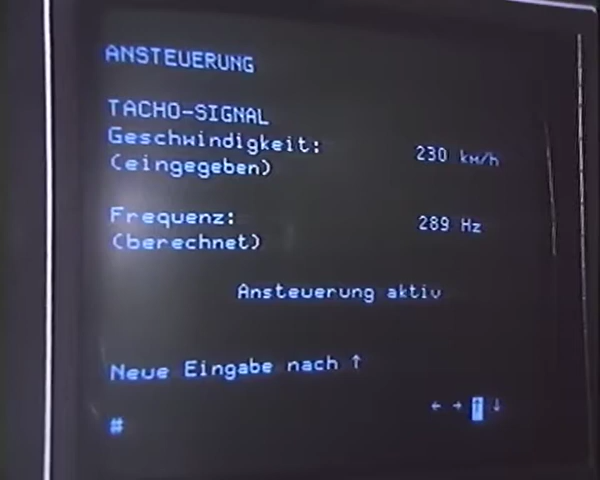 ANSTEUERUNG
TACHO-SIGNAL
Geschwindigkeit: 230 km/h
(eingegeben)
Frequenz: 289 Hz
(berechnet)
Ansteuerung aktiv
Neue Eingabe nach ↑
← → ↑ ↓
#